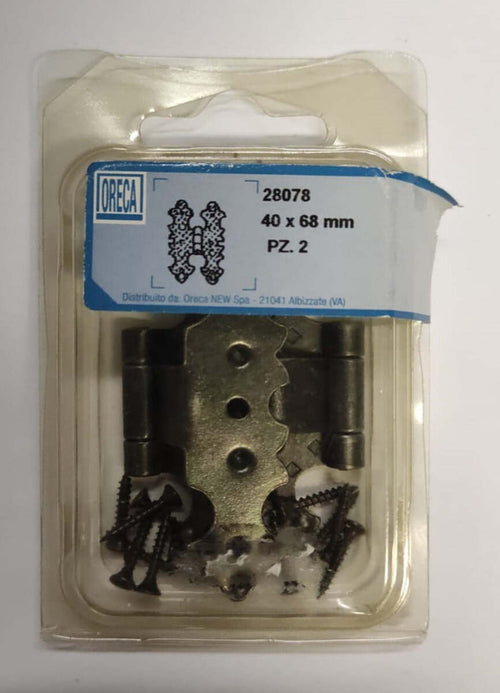 ORECA
28078
40 x 68 mm
PZ. 2
Distribuito da: Oreca NEW Spa - 21041 Albizzate (VA)